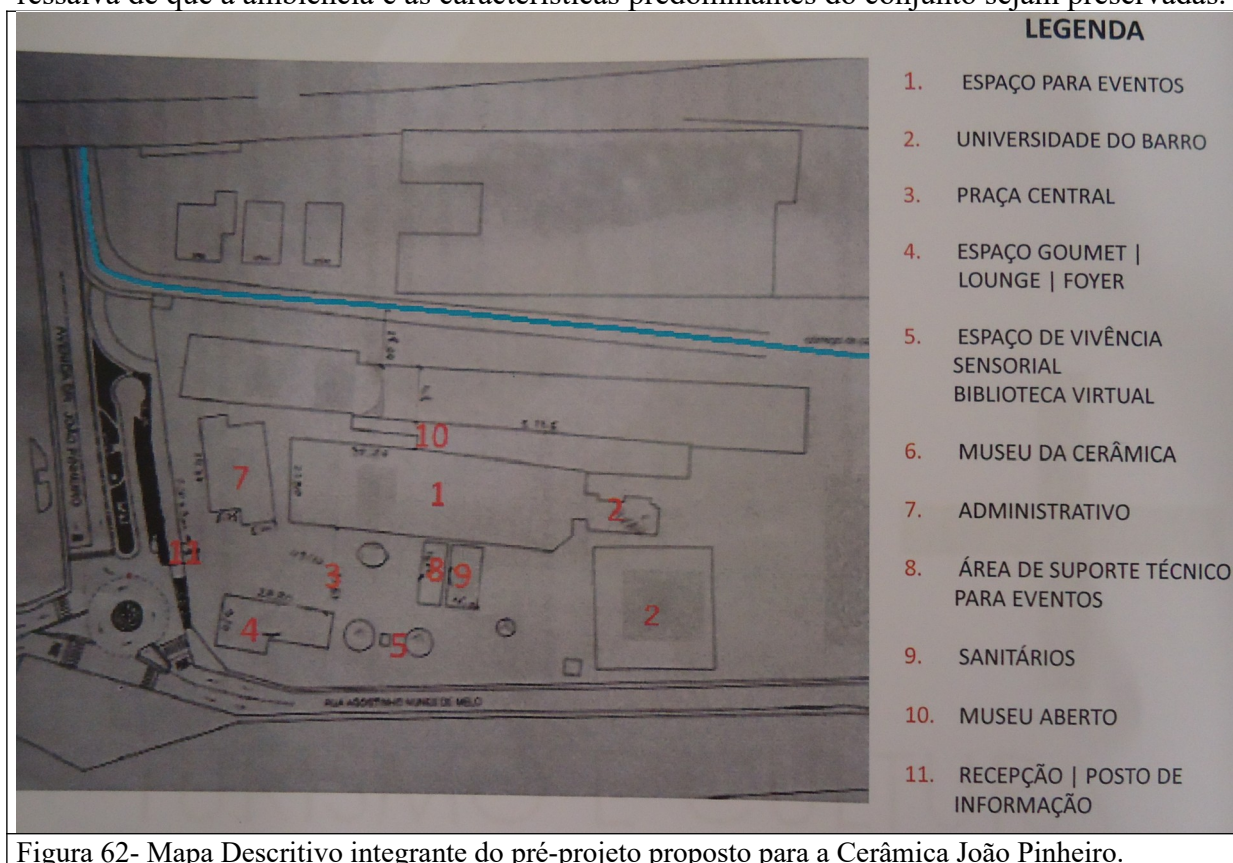 ressalva de que a ambiência e as características predominantes do conjunto sejam preservadas.
LEGENDA
1. ESPAÇO PARA EVENTOS
2. UNIVERSIDADE DO BARRO
3. PRAÇA CENTRAL
4. ESPAÇO GOUMET |
LOUNGE | FOYER
5. ESPAÇO DE VIVÊNCIA
SENSORIAL
BIBLIOTECA VIRTUAL
6. MUSEU DA CERÂMICA
7. ADMINISTRATIVO
8. ÁREA DE SUPORTE TÉCNICO
PARA EVENTOS
9. SANITÁRIOS
10. MUSEU ABERTO
11. RECEPÇÃO | POSTO DE
INFORMAÇÃO
AVENIDA JOÃO PINHEIRO
10
7
1
2
11
3
8
9
4
5
2
RUA AGOSTINHO NUNES DE MELO
Figura 62- Mapa Descritivo integrante do pré-projeto proposto para a Cerâmica João Pinheiro.